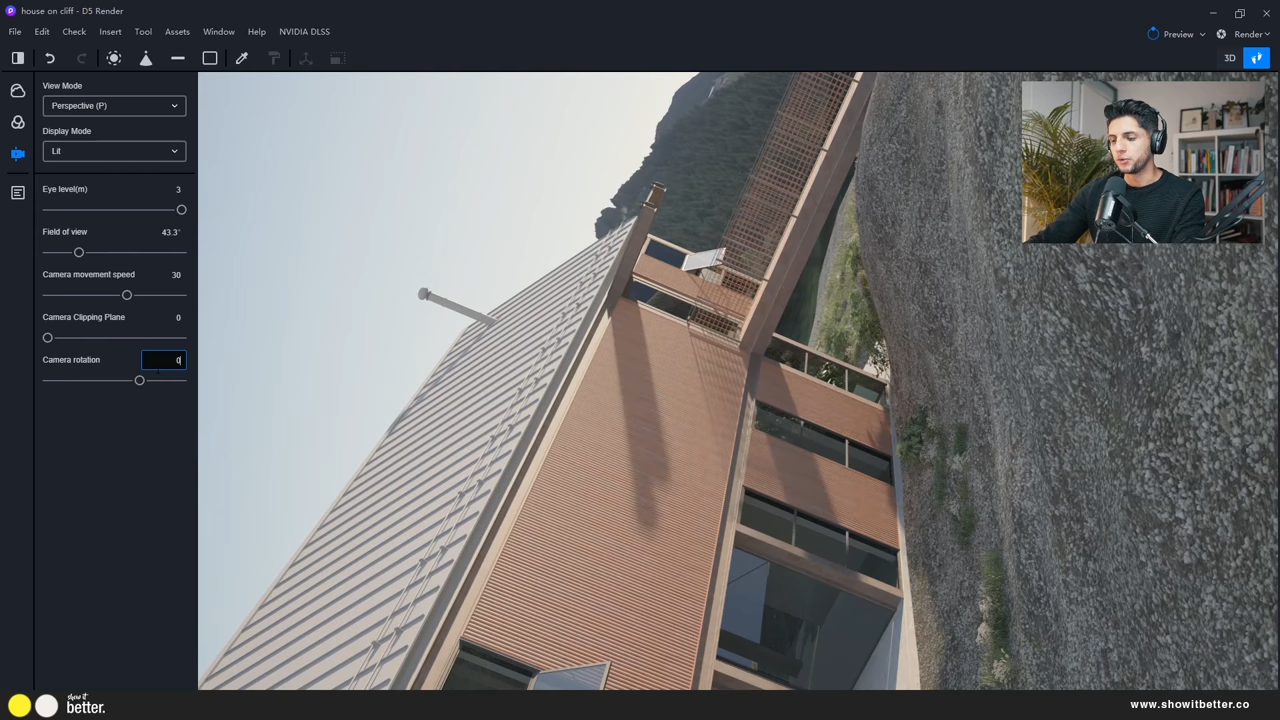 house on cliff - D5 Render
File Edit Check Insert Tool Assets Window Help NVIDIA DLSS
Preview
Render
3D
View Mode
Perspective (P)
Display Mode
Lit
Eye level(m) 3
Field of view 43.3°
Camera movement speed 30
Camera Clipping Plane 0
Camera rotation 0
show it
better.
www.showitbetter.co